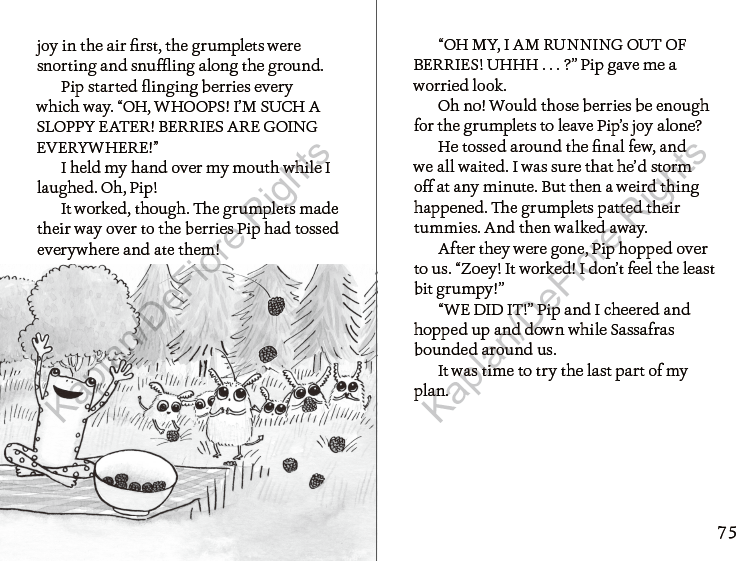 joy in the air first, the grumplets were
snorting and snuffling along the ground.
Pip started flinging berries every
which way. “OH, WHOOPS! I’M SUCH A
SLOPPY EATER! BERRIES ARE GOING
EVERYWHERE!”
I held my hand over my mouth while I
laughed. Oh, Pip!
It worked, though. The grumplets made
their way over to the berries Pip had tossed
everywhere and ate them!
“OH MY, I AM RUNNING OUT OF
BERRIES! UHHH . . . ?” Pip gave me a
worried look.
Oh no! Would those berries be enough
for the grumplets to leave Pip’s joy alone?
He tossed around the final few, and
we all waited. I was sure that he’d storm
off at any minute. But then a weird thing
happened. The grumplets patted their
tummies. And then walked away.
After they were gone, Pip hopped over
to us. “Zoey! It worked! I don’t feel the least
bit grumpy!”
“WE DID IT!” Pip and I cheered and
hopped up and down while Sassafras
bounded around us.
It was time to try the last part of my
plan.
75
Kaplan/DeFiore Rights
Kaplan/DeFiore Rights